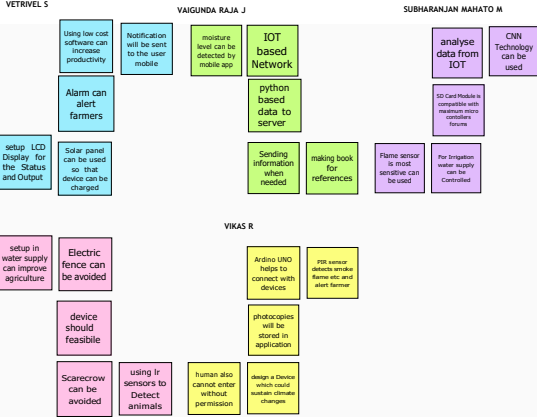 VETRIVEL S
VAIGUNDA RAJA J
SUBHARANJAN MAHATO M
Using low cost
software can
increase
productivity
Notification
will be sent
to the user
mobile
Alarm can
alert
farmers
setup LCD
Display for
the Status
and Output
Solar panel
can be used
so that
device can be
charged
moisture
level can be
detected by
mobile app
IOT
based
Network
python
based
data to
server
Sending
information
when
needed
making book
for
references
analyse
data from
IOT
CNN
Technology
can be
used
SD Card Module is
compatible with
maximum micro
contollers
forums
Flame sensor
is most
sensitive can
be used
For Irrigation
water supply
can be
Controlled
VIKAS R
setup in
water supply
can improve
agriculture
Electric
fence can
be avoided
device
should
feasibile
Scarecrow
can be
avoided
using Ir
sensors to
Detect
animals
Ardino UNO
helps to
connect with
devices
PIR sensor
detects smoke
flame etc and
alert farmer
photocopies
will be
stored in
application
human also
cannot enter
without
permission
design a Device
which could
sustain climate
changes